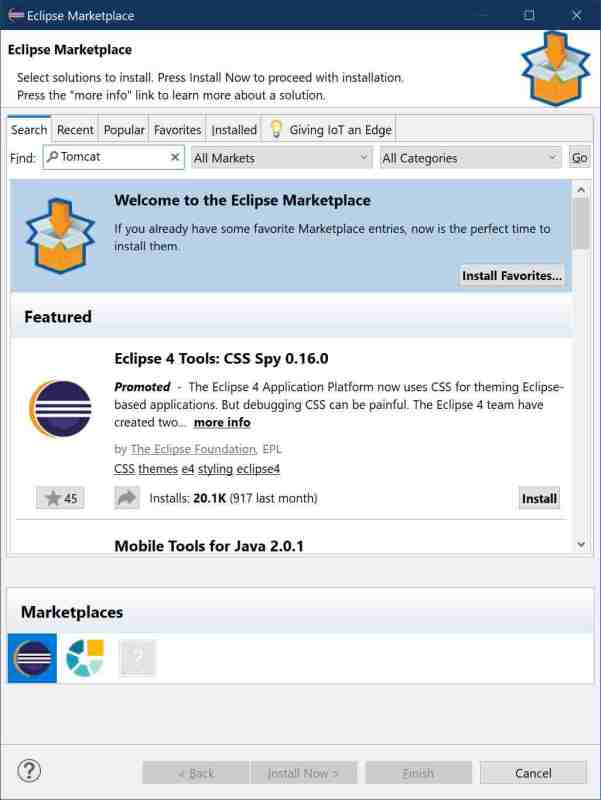 Eclipse Marketplace
Eclipse Marketplace
Select solutions to install. Press Install Now to proceed with installation.
Press the "more info" link to learn more about a solution.
Search Recent Popular Favorites Installed Giving IoT an Edge
Find: Tomcat All Markets All Categories Go
Welcome to the Eclipse Marketplace
If you already have some favorite Marketplace entries, now is the perfect time to
install them.
Install Favorites...
Featured
Eclipse 4 Tools: CSS Spy 0.16.0
Promoted - The Eclipse 4 Application Platform now uses CSS for theming Eclipse-
based applications. But debugging CSS can be painful. The Eclipse 4 team have
created two... more info
by The Eclipse Foundation, EPL
CSS themes e4 styling eclipse4
45 Installs: 20.1K (917 last month) Install
Mobile Tools for Java 2.0.1
Marketplaces
?
? < Back Install Now > Finish Cancel